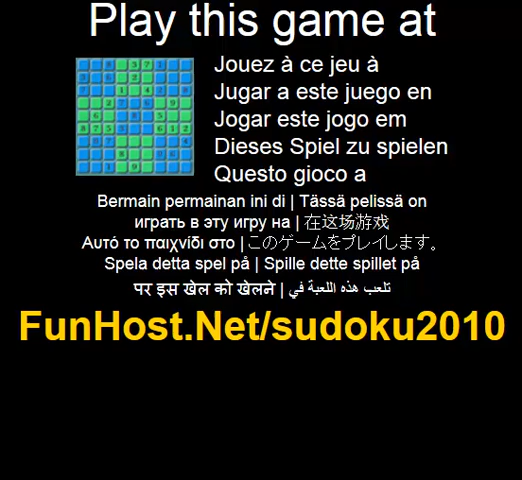 Play this game at
Jouez à ce jeu à
Jugar a este juego en
Jogar este jogo em
Dieses Spiel zu spielen
Questo gioco a
Bermain permainan ini di | Tässä pelissä on
играть в эту игру на | 在这场游戏
Αυτό το παιχνίδι στο | このゲームをプレイします。
Spela detta spel på | Spille dette spillet på
पर इस खेल को खेलने | تلعب هذه اللعبة في
FunHost.Net/sudoku2010